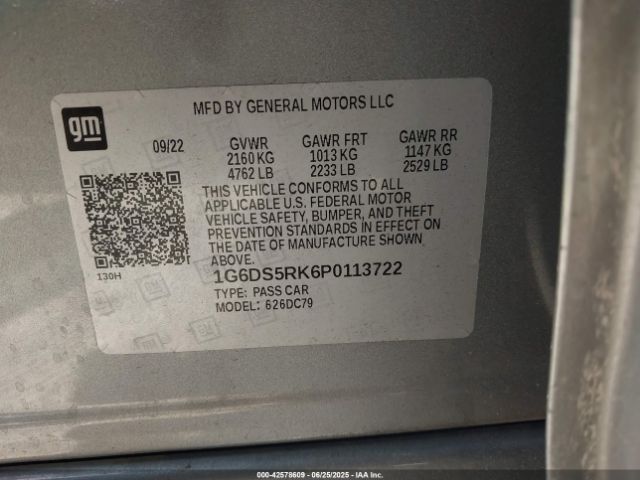 gm
MFD BY GENERAL MOTORS LLC
09/22 GVWR GAWR FRT GAWR RR
2160 KG 1013 KG 1147 KG
4762 LB 2233 LB 2529 LB
THIS VEHICLE CONFORMS TO ALL
APPLICABLE U.S. FEDERAL MOTOR
VEHICLE SAFETY, BUMPER, AND THEFT
PREVENTION STANDARDS IN EFFECT ON
THE DATE OF MANUFACTURE SHOWN
ABOVE.
130H
1G6DS5RK6P0113722
TYPE: PASS CAR
MODEL: 626DC79
000-42578609 - 06/25/2025 - IAA Inc.